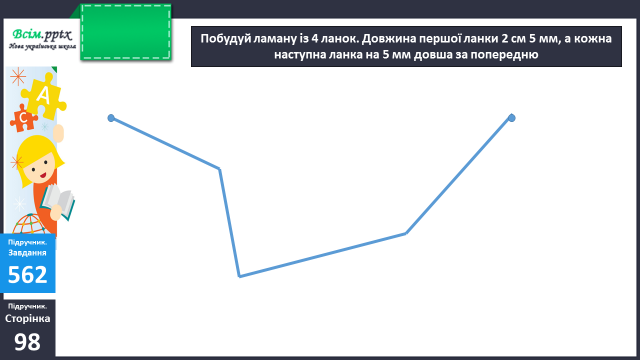 Всім.pptx
Нова українська школа
Побудуй ламану із 4 ланок. Довжина першої ланки 2 см 5 мм, а кожна
наступна ланка на 5 мм довша за попередню
А
С
Підручник.
Завдання
562
Підручник.
Сторінка
98